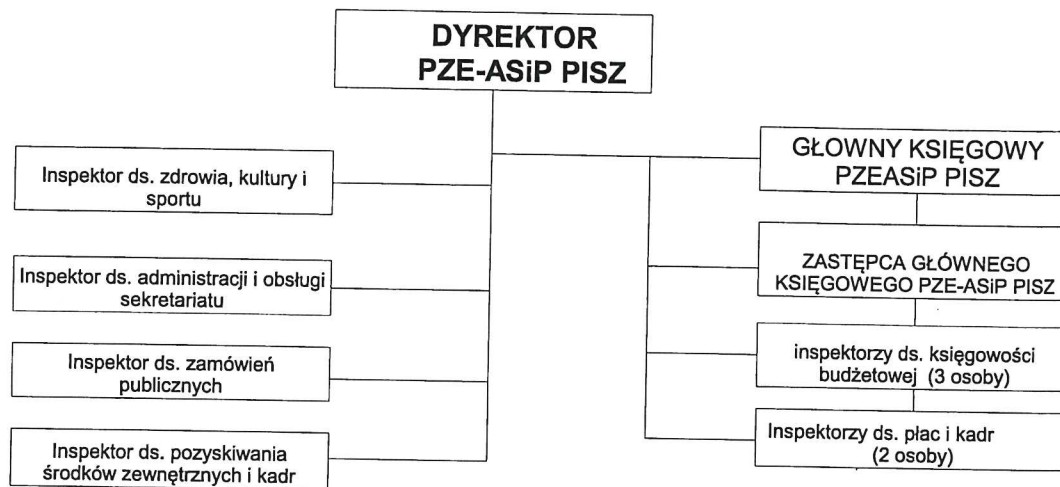 DYREKTOR
PZE-ASiP PISZ
Inspektor ds. zdrowia, kultury i
sportu
Inspektor ds. administracji i obsługi
sekretariatu
Inspektor ds. zamówień
publicznych
Inspektor ds. pozyskiwania
środków zewnętrznych i kadr
GŁOWNY KSIĘGOWY
PZEASiP PISZ
ZASTĘPCA GŁÓWNEGO
KSIĘGOWEGO PZE-ASiP PISZ
inspektorzy ds. księgowości
budżetowej (3 osoby)
Inspektorzy ds. płac i kadr
(2 osoby)